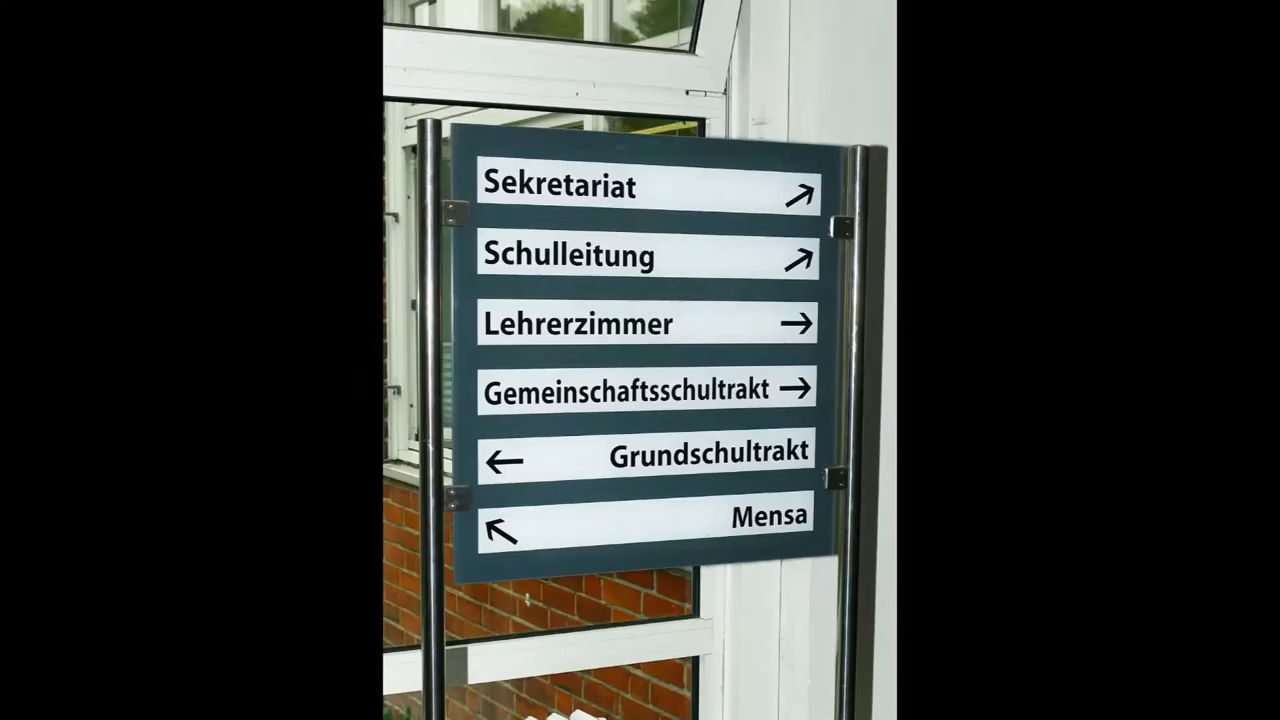 Sekretariat
Schulleitung
Lehrerzimmer
Gemeinschaftsschultrakt
Grundschultrakt
Mensa